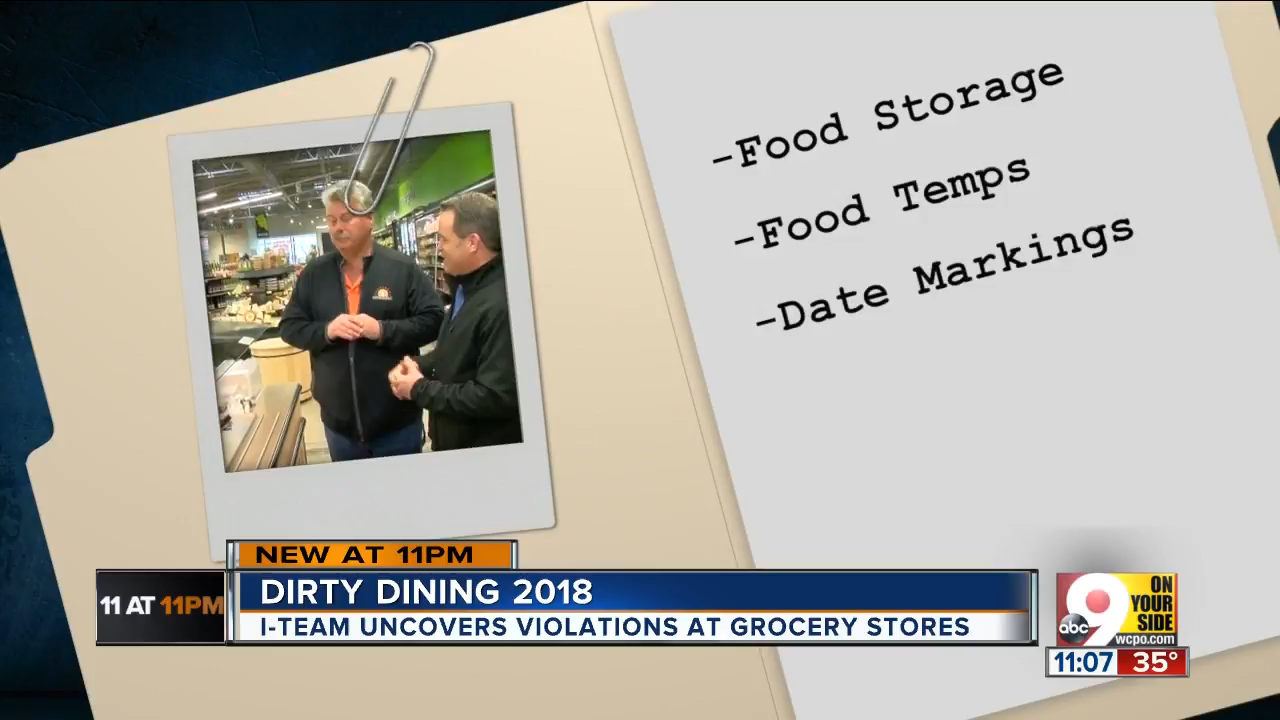 -Food Storage
-Food Temps
-Date Markings
NEW AT 11PM
11 AT 11PM
DIRTY DINING 2018
I-TEAM UNCOVERS VIOLATIONS AT GROCERY STORES
abc 9 ON YOUR SIDE
wcpo.com
11:07 35°